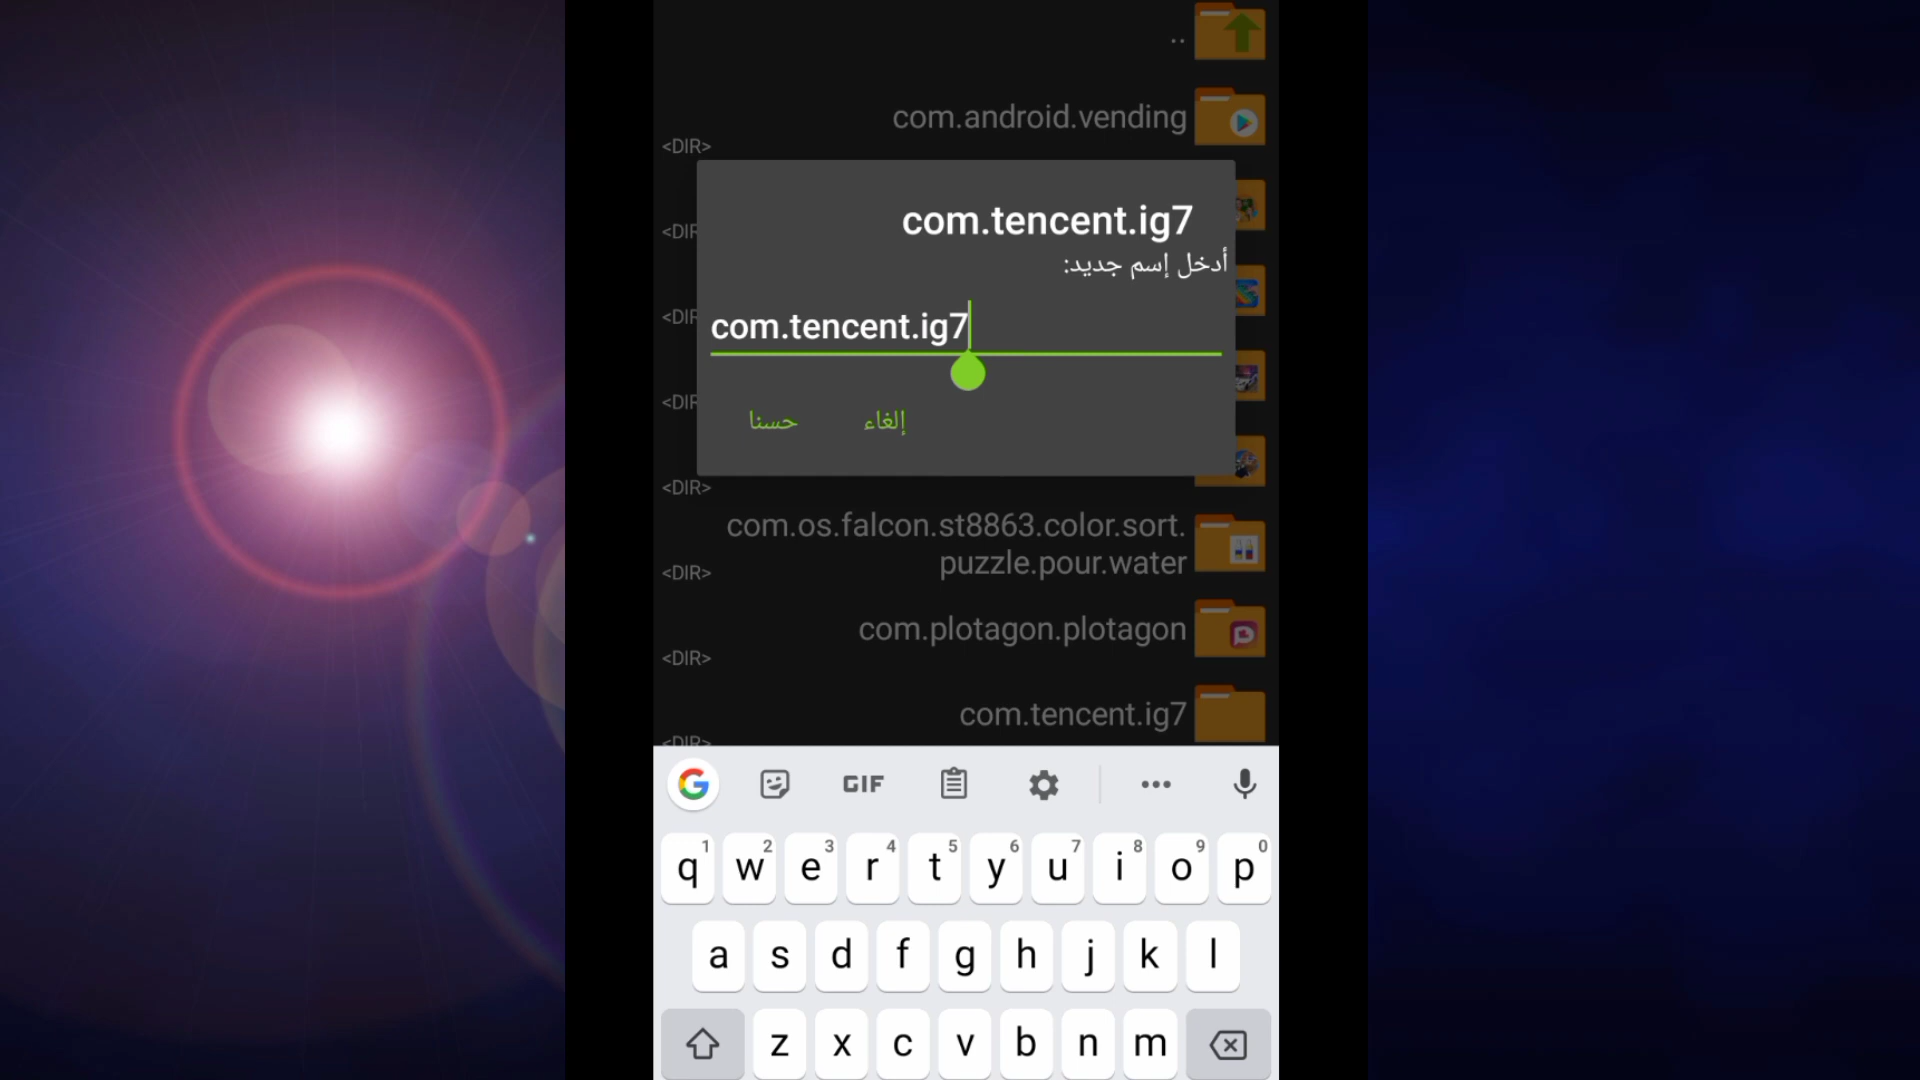 ..
com.android.vending
<DIR>
com.tencent.ig7
أدخل إسم جديد:
com.tencent.ig7
حسنا
إلغاء
<DIR>
com.os.falcon.st8863.color.sort.
puzzle.pour.water
<DIR>
com.plotagon.plotagon
<DIR>
com.tencent.ig7
<DIR>
G GIF
q1 w2 e3 r4 t5 y6 u7 i8 o9 p0
a s d f g h j k l
z x c v b n m